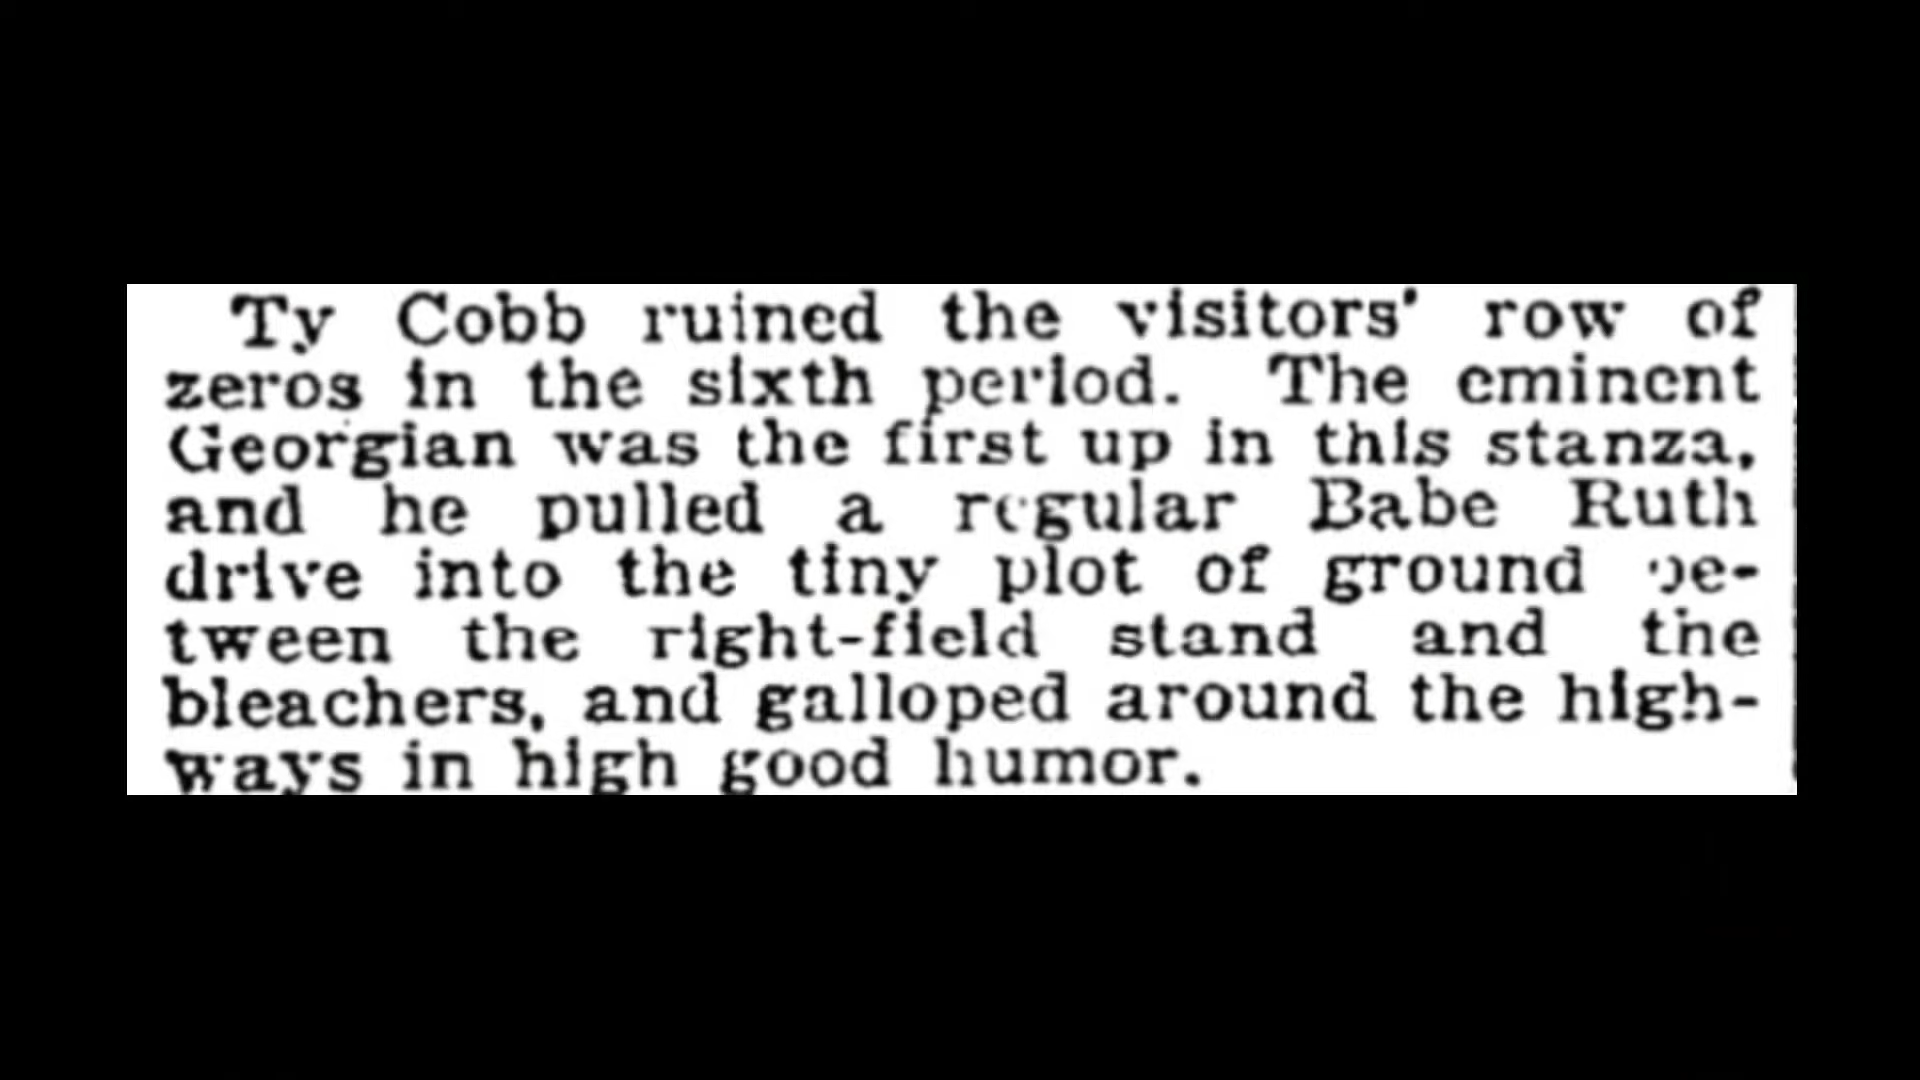 Ty Cobb ruined the visitors' row of
zeros in the sixth period. The eminent
Georgian was the first up in this stanza,
and he pulled a regular Babe Ruth
drive into the tiny plot of ground be-
tween the right-field stand and the
bleachers, and galloped around the high-
ways in high good humor.